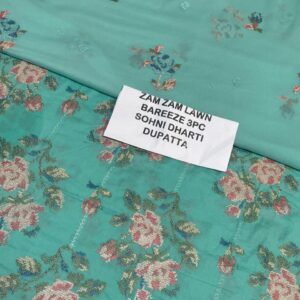 ZAM ZAM LAWN
BAREEZE 3PC
SOHNI DHARTI
DUPATTA